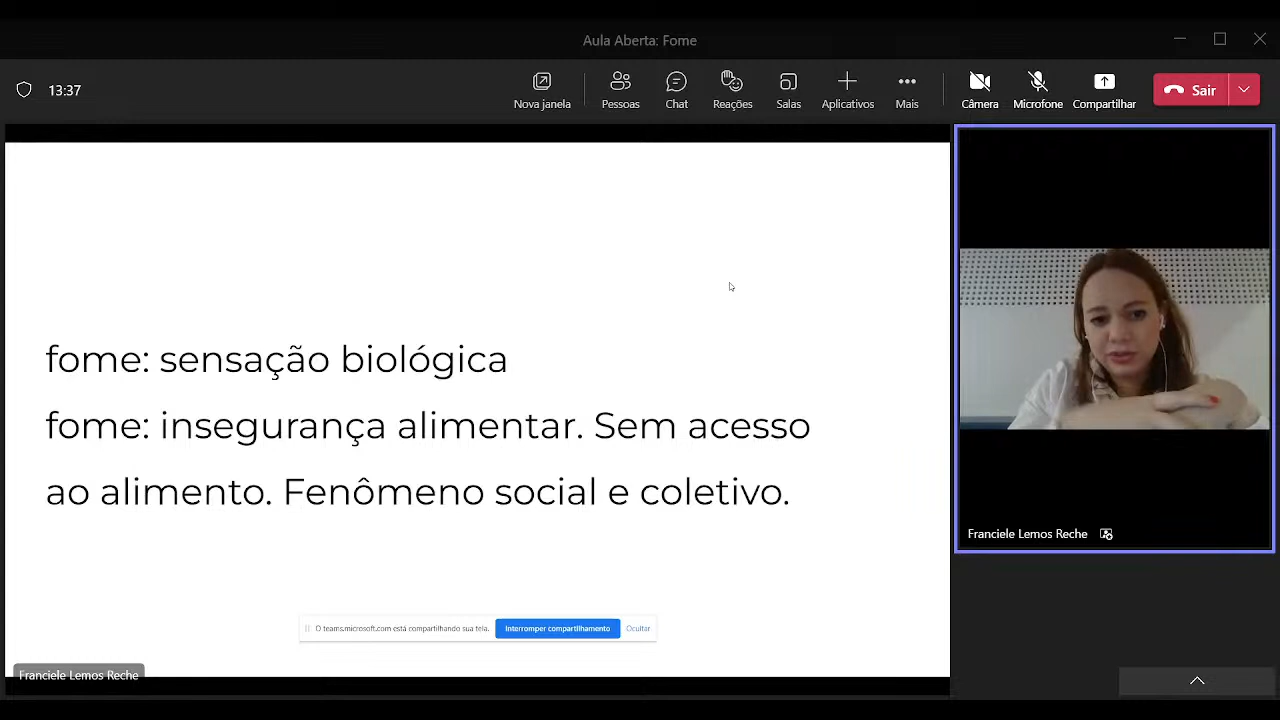 Aula Aberta: Fome
13:37
Nova janela
Pessoas
Chat
Reações
Salas
Aplicativos
Mais
Câmera
Microfone
Compartilhar
Sair
fome: sensação biológica
fome: insegurança alimentar. Sem acesso
ao alimento. Fenômeno social e coletivo.
Franciele Lemos Reche
O teams.microsoft.com está compartilhando sua tela.
Interromper compartilhamento
Ocultar
Franciele Lemos Reche